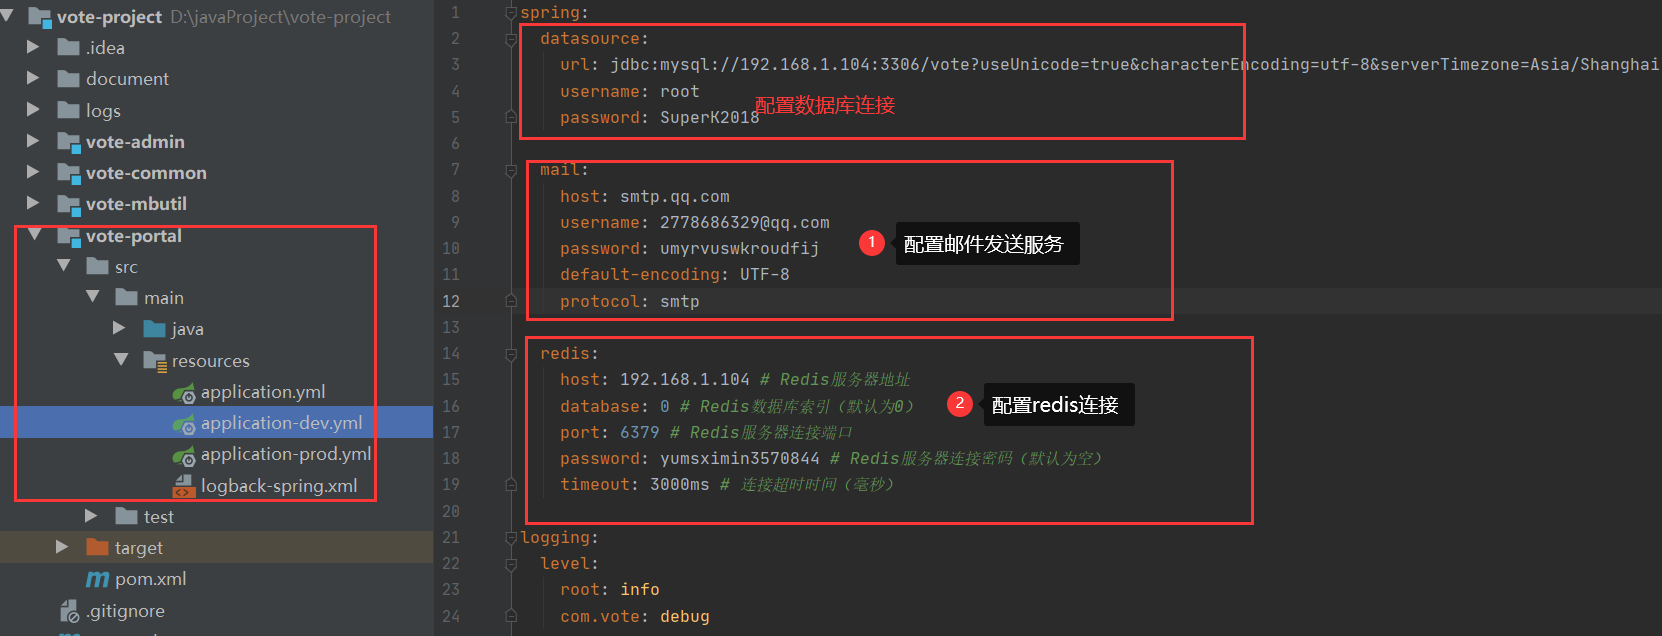 vote-project D:\javaProject\vote-project
.idea
document
logs
vote-admin
vote-common
vote-mbutil
vote-portal
src
main
java
resources
application.yml
application-dev.yml
application-prod.yml
logback-spring.xml
test
target
pom.xml
.gitignore
1 spring:
2 datasource:
3 url: jdbc:mysql://192.168.1.104:3306/vote?useUnicode=true&characterEncoding=utf-8&serverTimezone=Asia/Shanghai
4 username: root
配置数据库连接
5 password: SuperK2018
6
7 mail:
8 host: smtp.qq.com
9 username: 2778686329@qq.com
10 password: umyrvuswkroudfij
1 配置邮件发送服务
11 default-encoding: UTF-8
12 protocol: smtp
13
14 redis:
15 host: 192.168.1.104 # Redis服务器地址
16 database: 0 # Redis数据库索引（默认为0）
2 配置redis连接
17 port: 6379 # Redis服务器连接端口
18 password: yumsximin3570844 # Redis服务器连接密码（默认为空）
19 timeout: 3000ms # 连接超时时间（毫秒）
20
21 logging:
22 level:
23 root: info
24 com.vote: debug